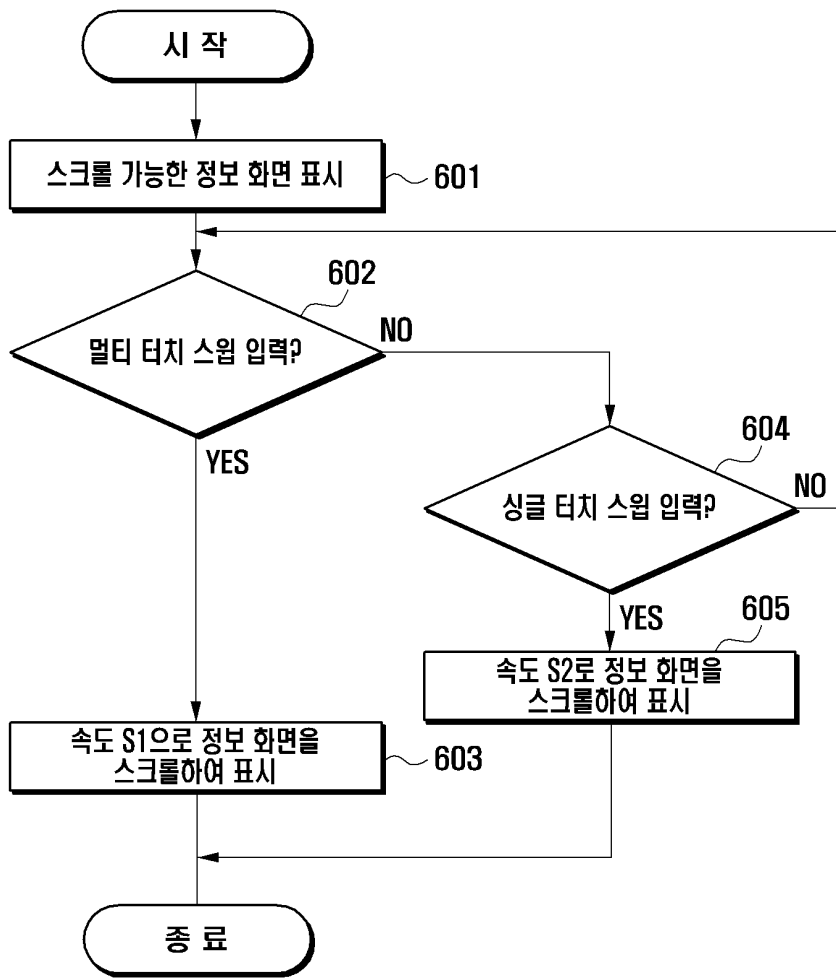 시 작
스크롤 가능한 정보 화면 표시
601
602
멀티 터치 스윕 입력?
NO
YES
604
싱글 터치 스윕 입력?
NO
YES
605
속도 S2로 정보 화면을
스크롤하여 표시
속도 S1으로 정보 화면을
스크롤하여 표시
603
종 료